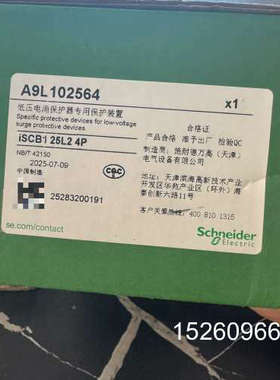 A9L102564
x1
低压电涌保护器专用保护装置
Specific protective devices for low-voltage
surge protective devices
iSCB1 25L2 4P
NB/T 42150
2025-07-09
中国制造
CQC
25283200191
合格证
产品合格 准予出厂 检验QC
制造商：施耐德万高（天津）
电气设备有限公司
地址：天津滨海高新技术产业
开发区华苑产业区（环外）海
泰创新六路11号
400 810 1315
se.com/contact
Schneider
Electric
15260966